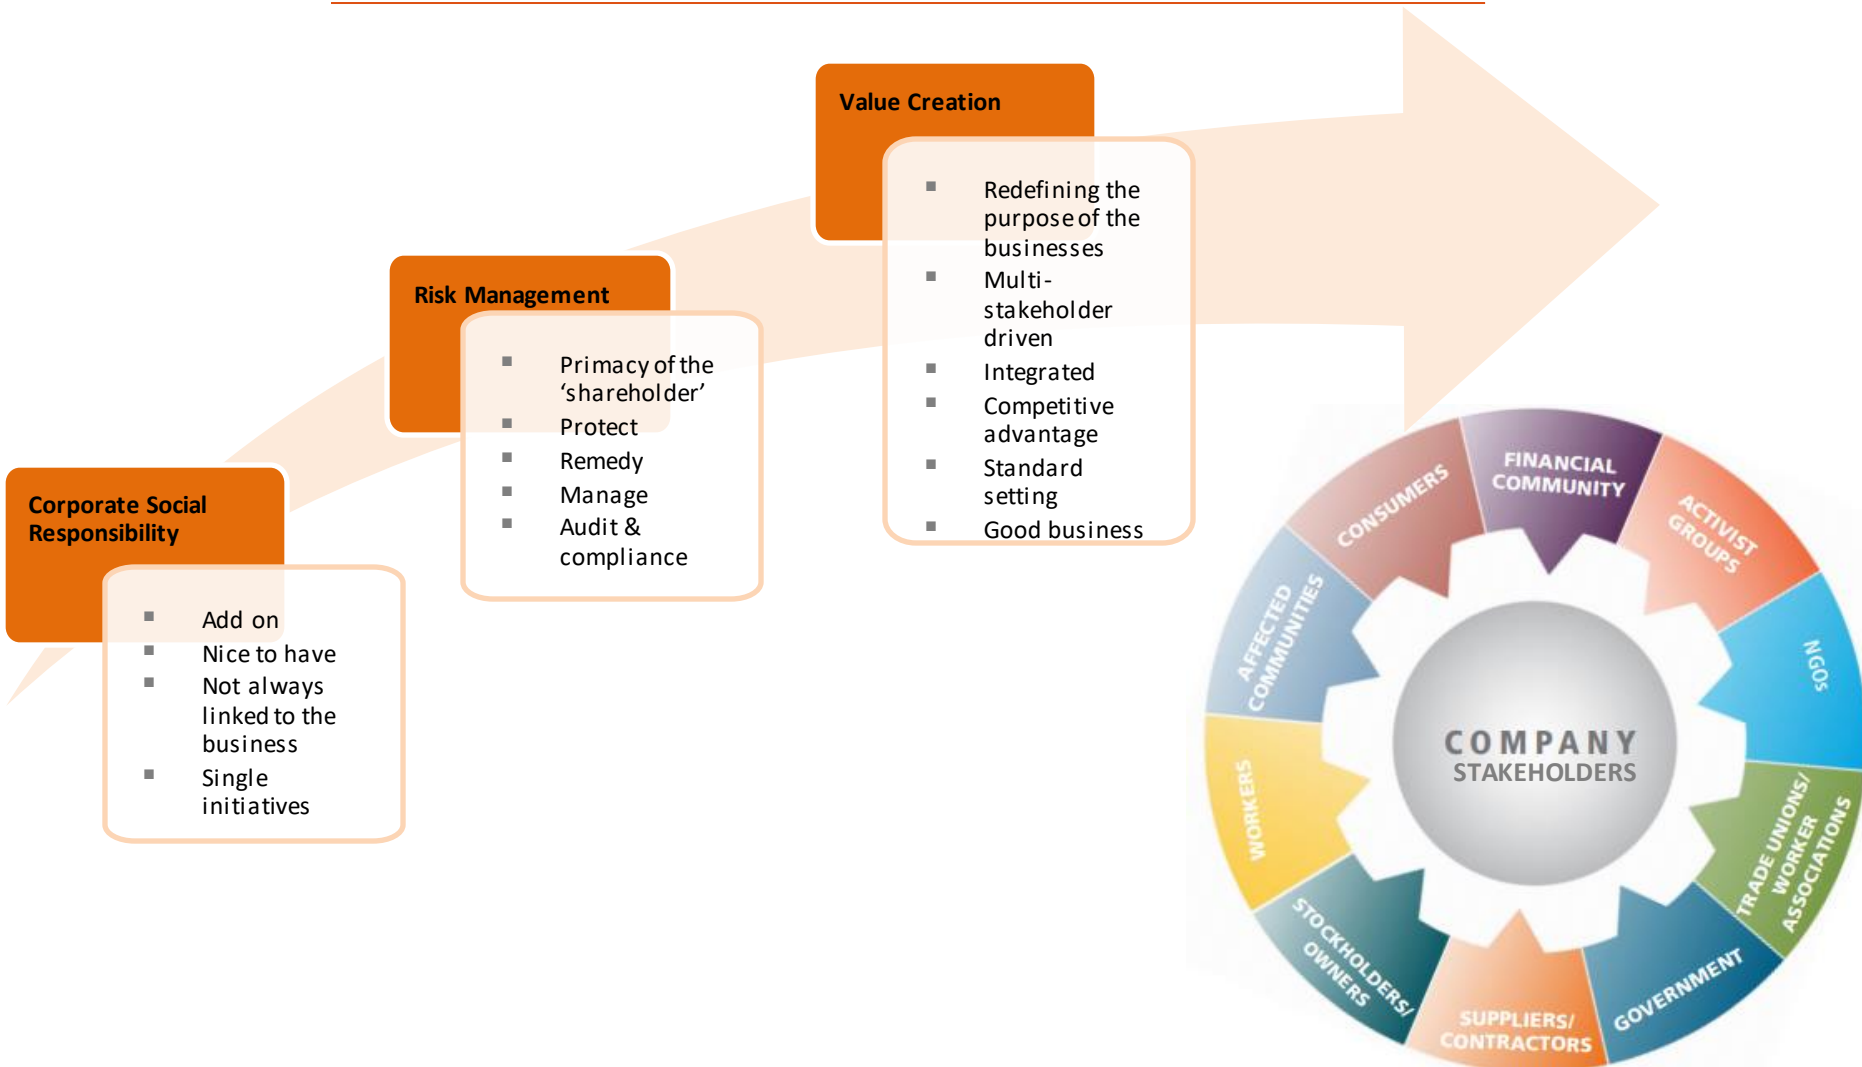 Value Creation
Redefining the
purpose of the
businesses
Multi-
stakeholder
driven
Integrated
Competitive
advantage
Standard
setting
Good business
Risk Management
Primacy of the
‘shareholder’
Protect
Remedy
Manage
Audit &
compliance
Corporate Social
Responsibility
Add on
Nice to have
Not always
linked to the
business
Single
initiatives
FINANCIAL
COMMUNITY
ACTIVIST
GROUPS
NGOs
TRADE UNIONS/
WORKER
ASSOCIATIONS
GOVERNMENT
SUPPLIERS/
CONTRACTORS
STOCKHOLDERS/
OWNERS
WORKERS
AFFECTED
COMMUNITIES
CONSUMERS
COMPANY
STAKEHOLDERS